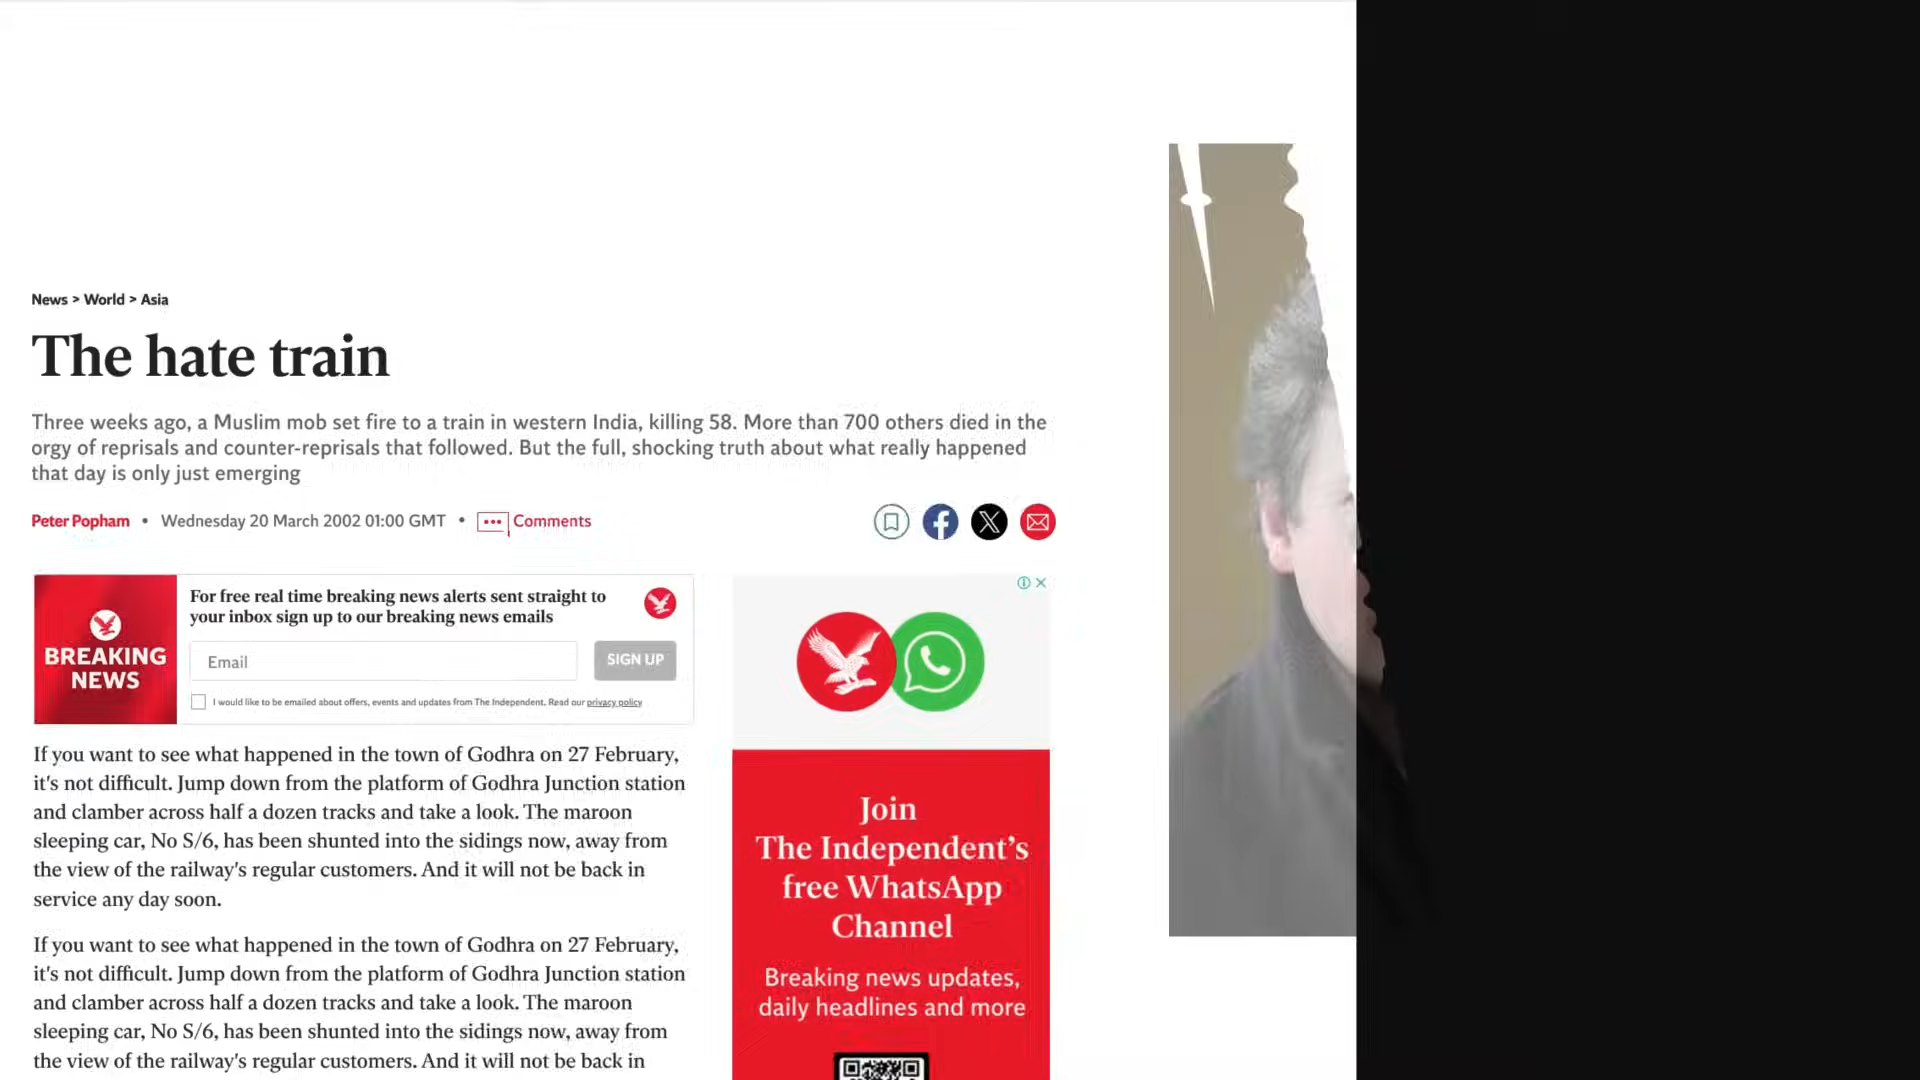 News > World > Asia
The hate train
Three weeks ago, a Muslim mob set fire to a train in western India, killing 58. More than 700 others died in the
orgy of reprisals and counter-reprisals that followed. But the full, shocking truth about what really happened
that day is only just emerging
Peter Popham • Wednesday 20 March 2002 01:00 GMT • Comments
BREAKING
NEWS
For free real time breaking news alerts sent straight to
your inbox sign up to our breaking news emails
Email
SIGN UP
I would like to be emailed about offers, events and updates from The Independent. Read our privacy policy
If you want to see what happened in the town of Godhra on 27 February,
it's not difficult. Jump down from the platform of Godhra Junction station
and clamber across half a dozen tracks and take a look. The maroon
sleeping car, No S/6, has been shunted into the sidings now, away from
the view of the railway's regular customers. And it will not be back in
service any day soon.
If you want to see what happened in the town of Godhra on 27 February,
it's not difficult. Jump down from the platform of Godhra Junction station
and clamber across half a dozen tracks and take a look. The maroon
sleeping car, No S/6, has been shunted into the sidings now, away from
the view of the railway's regular customers. And it will not be back in
Join
The Independent's
free WhatsApp
Channel
Breaking news updates,
daily headlines and more